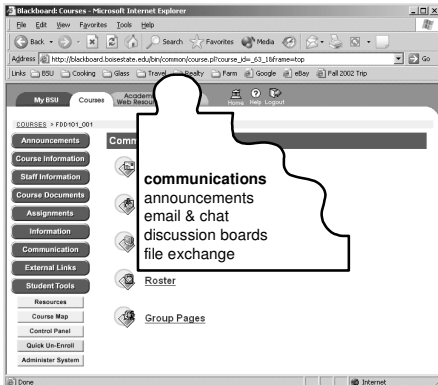 Blackboard: Courses - Microsoft Internet Explorer
File Edit View Favorites Tools Help
Back Search Favorites Media
Address http://blackboard.boisestate.edu/bin/common/course.pl?course_id=_63_1&frame=top Go
Links BSU Cooking Glass Travel Realty Farm Google eBay Fall 2002 Trip
My BSU Courses Academic Web Resour
Home Help Logout
COURSES > FDD101_001
Announcements
Course Information
Staff Information
Course Documents
Assignments
Information
Communication
External Links
Student Tools
Resources
Course Map
Control Panel
Quick Un-Enroll
Administer System
Comm
communications
announcements
email & chat
discussion boards
file exchange
Roster
Group Pages
Done Internet